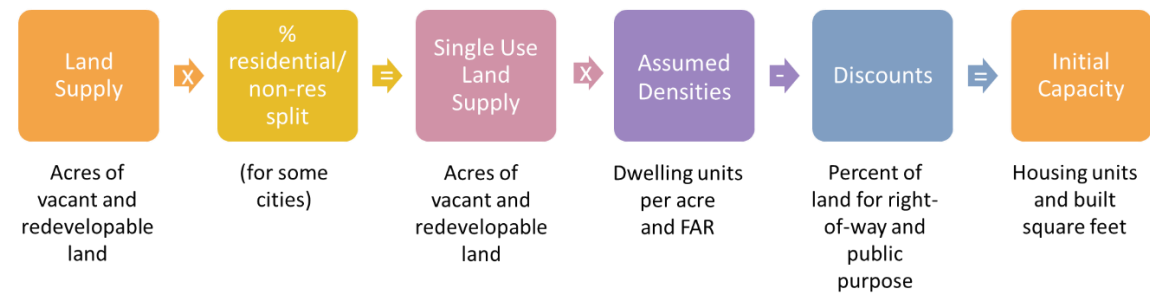 Land
Supply
x
%
residential/
non-res
split
=
Single Use
Land
Supply
x
Assumed
Densities
-
Discounts
=
Initial
Capacity
Acres of
vacant and
redevelopable
land
(for some
cities)
Acres of
vacant and
redevelopable
land
Dwelling units
per acre
and FAR
Percent of
land for right-
of-way and
public
purpose
Housing units
and built
square feet